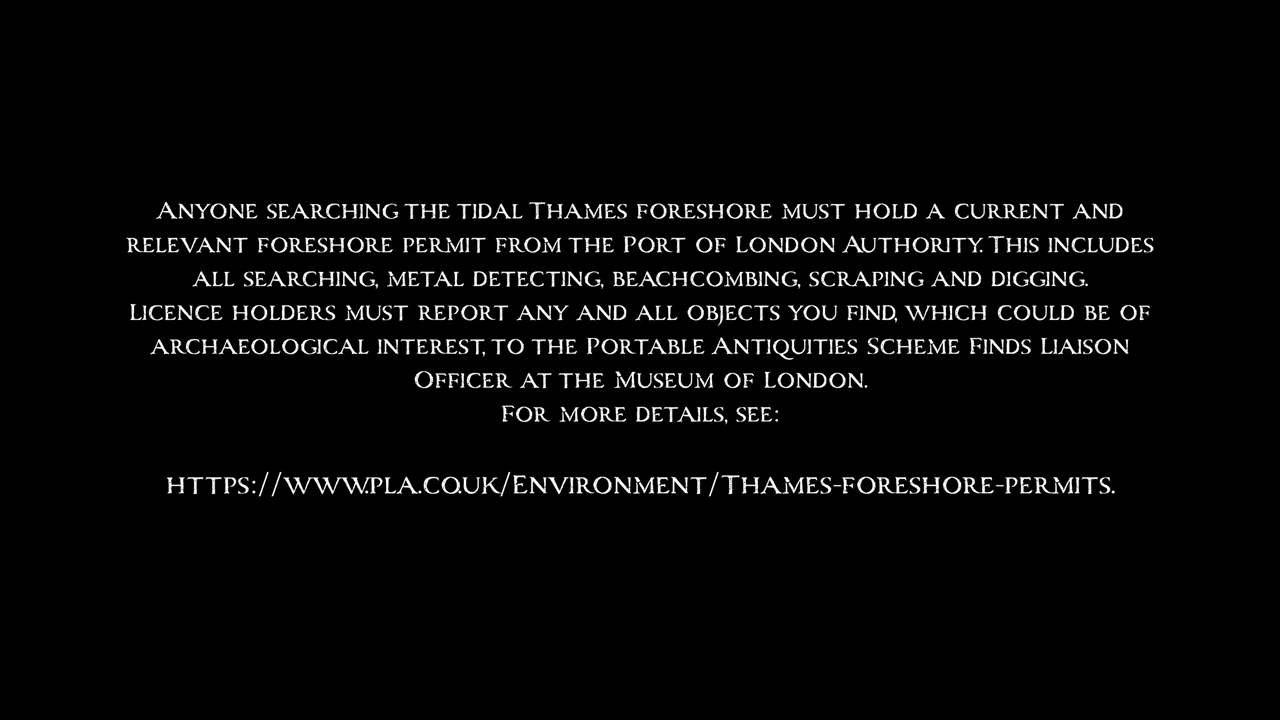 Anyone searching the tidal Thames foreshore must hold a current and
relevant foreshore permit from the Port of London Authority. This includes
all searching, metal detecting, beachcombing, scraping and digging.
Licence holders must report any and all objects you find, which could be of
archaeological interest, to the Portable Antiquities Scheme Finds Liaison
Officer at the Museum of London.
For more details, see:
https://www.pla.co.uk/Environment/Thames-foreshore-permits.